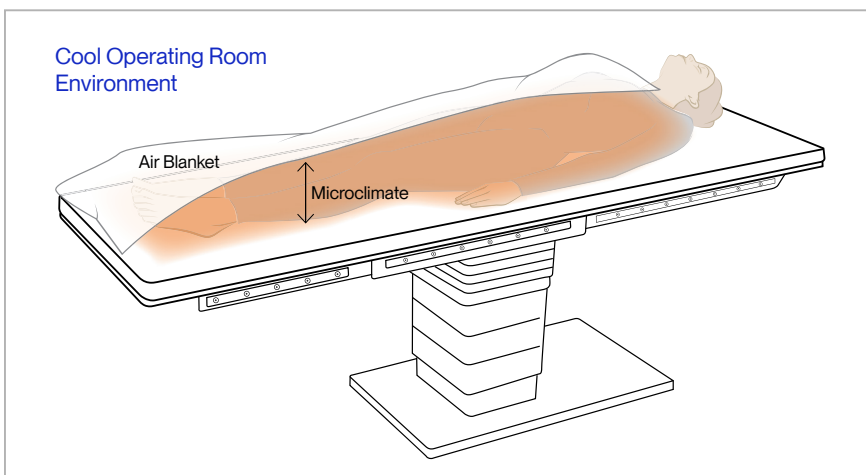 Cool Operating Room
Environment
Air Blanket
Microclimate